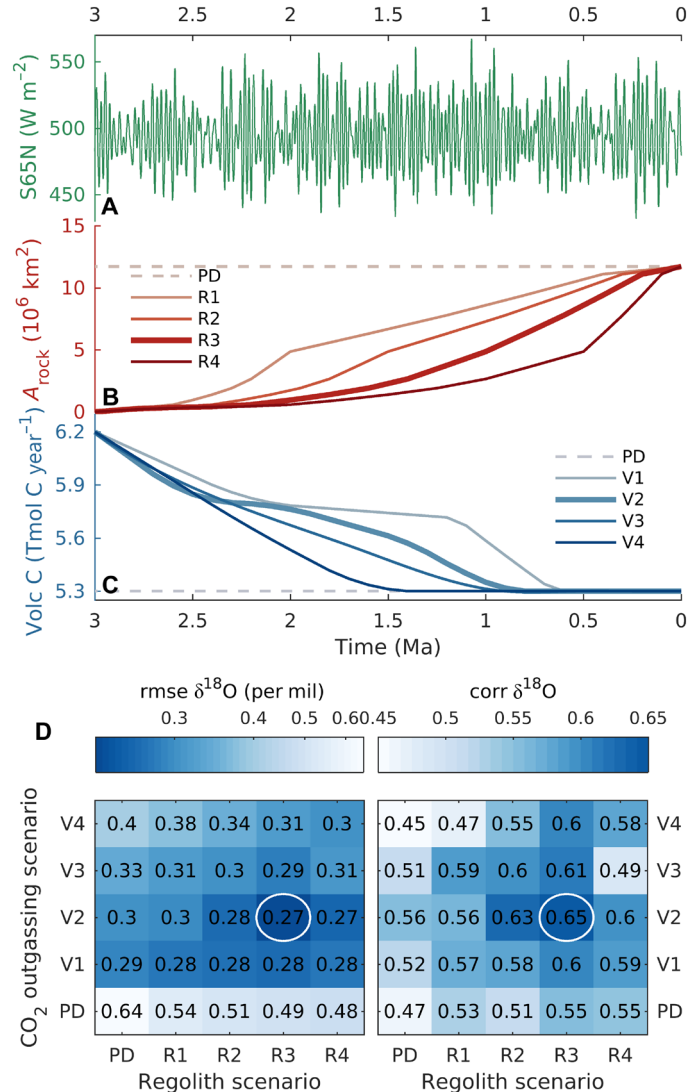 3 2.5 2 1.5 1 0.5 0
S65N (W m⁻²)
550
500
450
A
A_rock (10⁶ km²)
15
10
5
0
PD
R1
R2
R3
R4
B
Volc C (Tmol C year⁻¹)
6.2
5.9
5.6
5.3
PD
V1
V2
V3
V4
C
3 2.5 2 1.5 1 0.5 0
Time (Ma)
D
rmse δ¹⁸O (per mil)
0.3 0.4 0.5 0.60
corr δ¹⁸O
0.45 0.5 0.55 0.6 0.65
CO₂ outgassing scenario
V4 0.4 0.38 0.34 0.31 0.3
V3 0.33 0.31 0.3 0.29 0.31
V2 0.3 0.3 0.28 0.27 0.27
V1 0.29 0.28 0.28 0.28 0.28
PD 0.64 0.54 0.51 0.49 0.48
PD R1 R2 R3 R4
Regolith scenario
0.45 0.47 0.55 0.6 0.58 V4
0.51 0.59 0.6 0.61 0.49 V3
0.56 0.56 0.63 0.65 0.6 V2
0.52 0.57 0.58 0.6 0.59 V1
0.47 0.53 0.51 0.55 0.55 PD
PD R1 R2 R3 R4
Regolith scenario